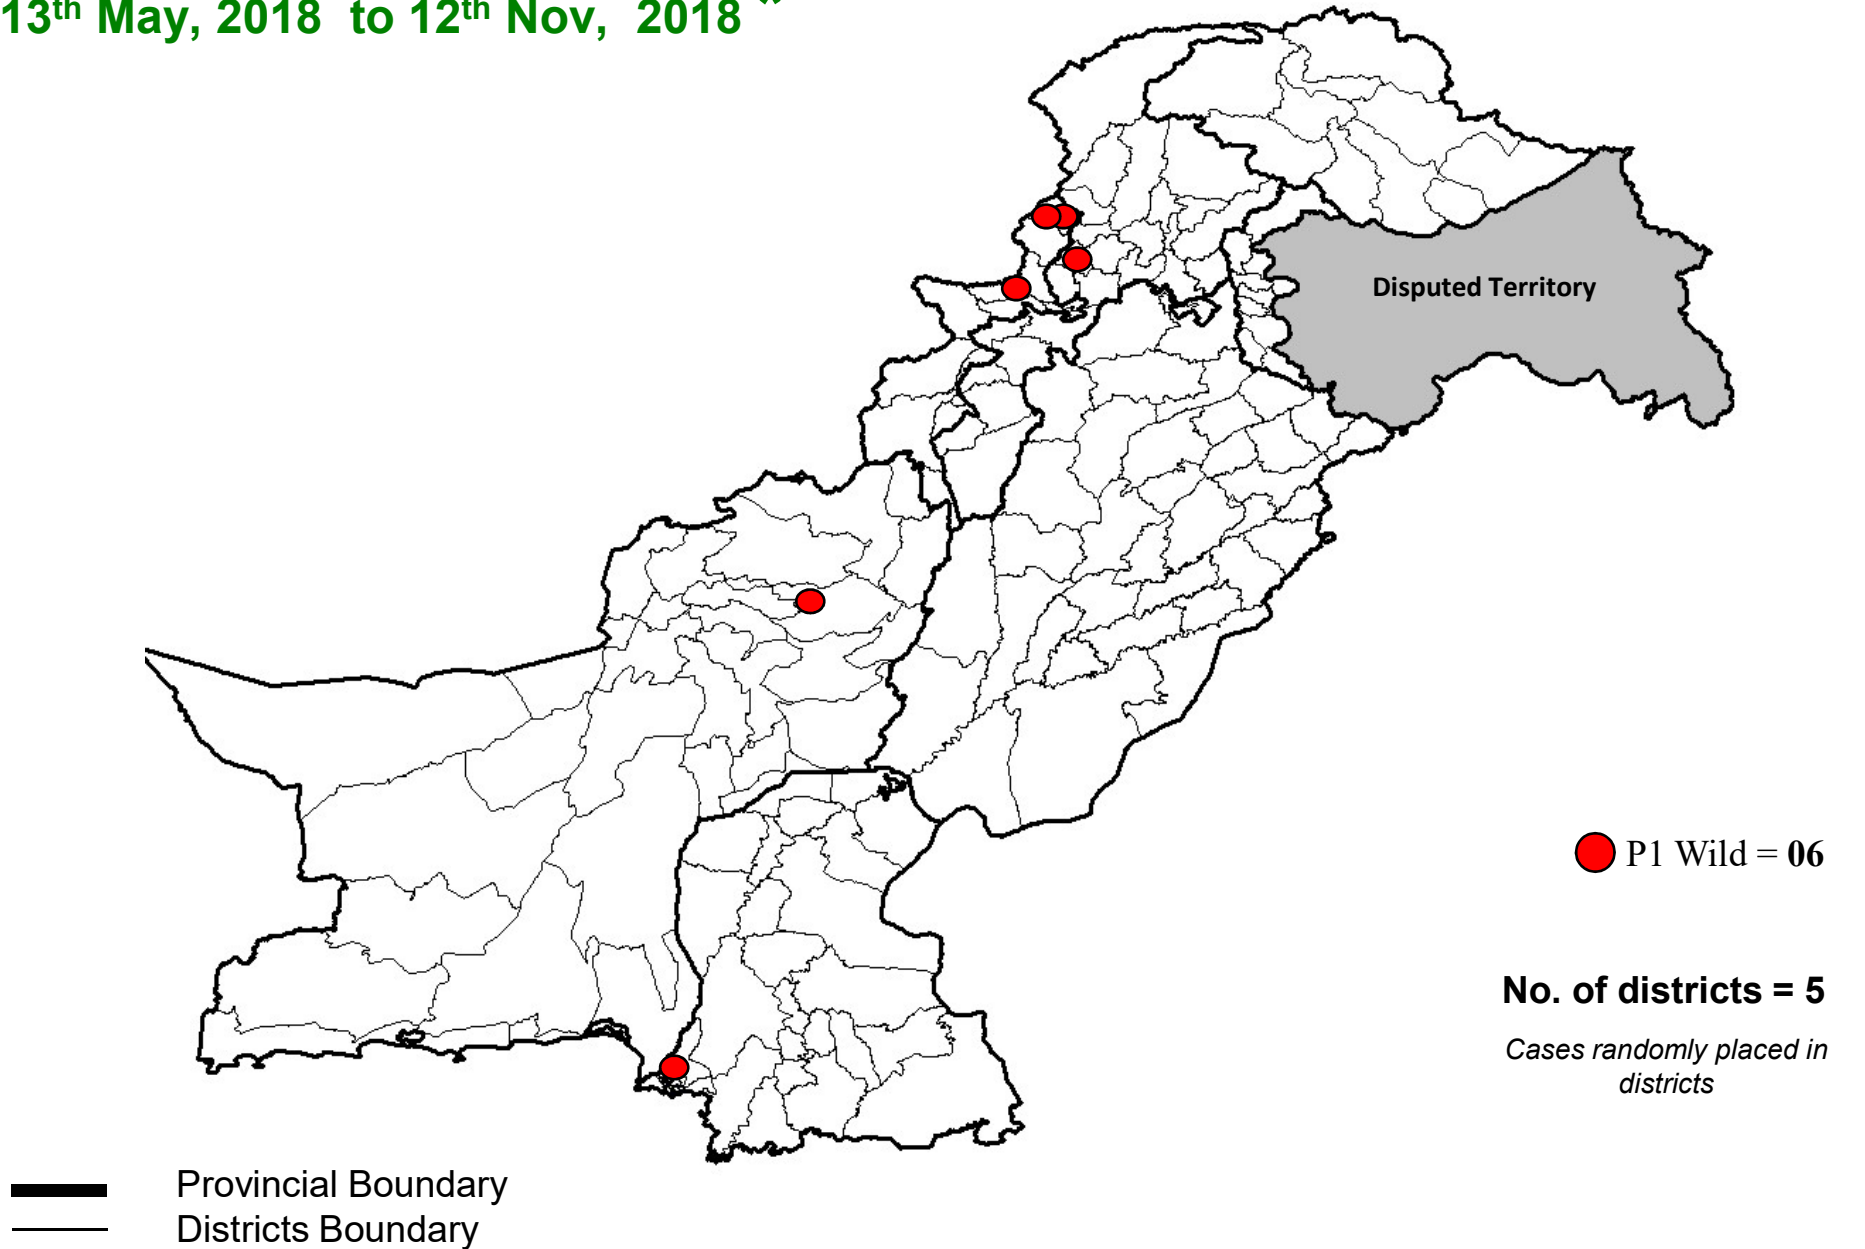 13th May, 2018 to 12th Nov, 2018 *
Disputed Territory
P1 Wild = 06
No. of districts = 5
Cases randomly placed in
districts
Provincial Boundary
Districts Boundary